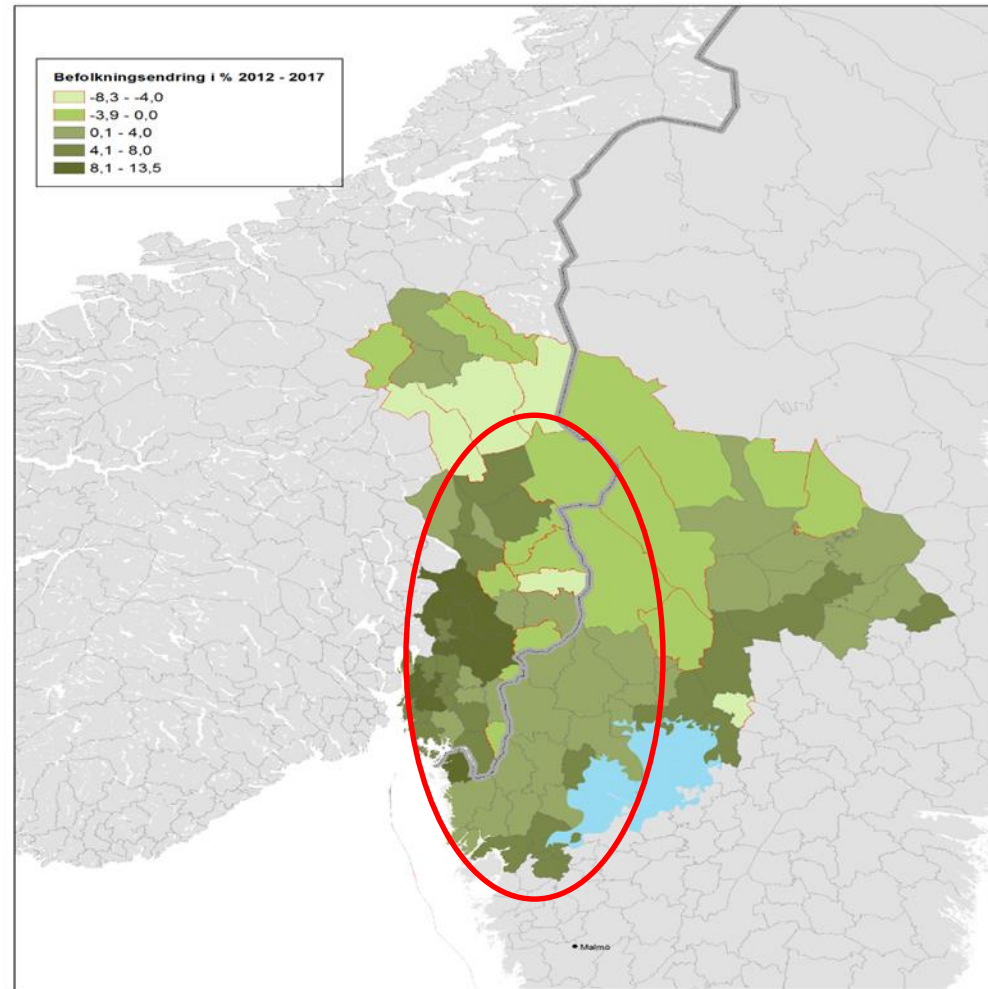 Befolkningsendring i % 2012 - 2017
-8,3 - -4,0
-3,9 - 0,0
0,1 - 4,0
4,1 - 8,0
8,1 - 13,5
Malmö